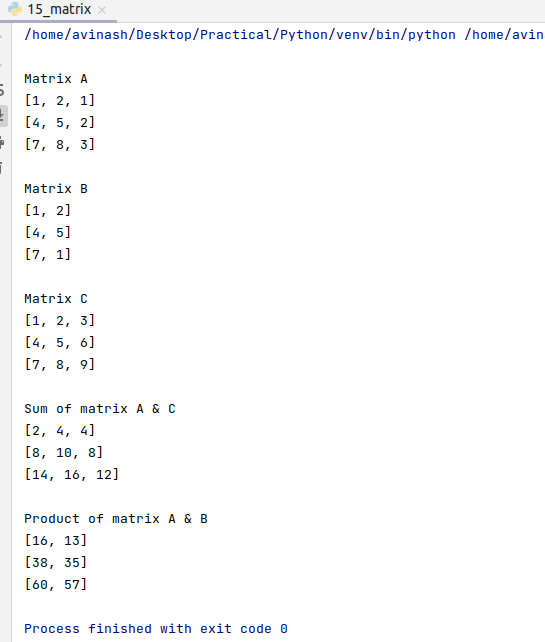 15_matrix
/home/avinash/Desktop/Practical/Python/venv/bin/python /home/avin
Matrix A
[1, 2, 1]
[4, 5, 2]
[7, 8, 3]
Matrix B
[1, 2]
[4, 5]
[7, 1]
Matrix C
[1, 2, 3]
[4, 5, 6]
[7, 8, 9]
Sum of matrix A & C
[2, 4, 4]
[8, 10, 8]
[14, 16, 12]
Product of matrix A & B
[16, 13]
[38, 35]
[60, 57]
Process finished with exit code 0